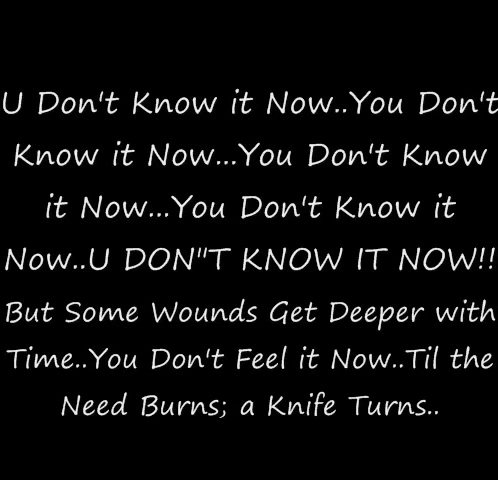 U Don't Know it Now..You Don't
Know it Now...You Don't Know
it Now...You Don't Know it
Now..U DON"T KNOW IT NOW!!
But Some Wounds Get Deeper with
Time..You Don't Feel it Now..Til the
Need Burns; a Knife Turns..